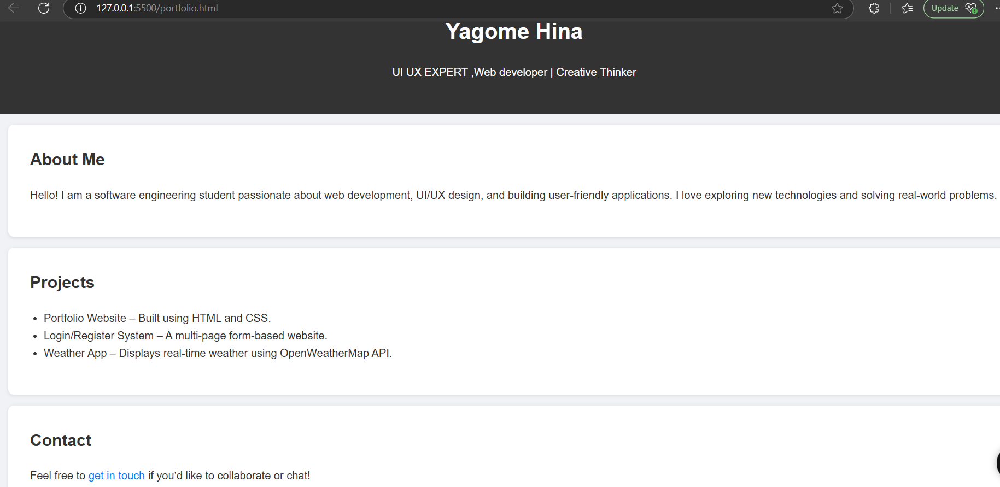 127.0.0.1:5500/portfolio.html
Update
Yagome Hina
UI UX EXPERT ,Web developer | Creative Thinker
About Me
Hello! I am a software engineering student passionate about web development, UI/UX design, and building user-friendly applications. I love exploring new technologies and solving real-world problems.
Projects
• Portfolio Website – Built using HTML and CSS.
• Login/Register System – A multi-page form-based website.
• Weather App – Displays real-time weather using OpenWeatherMap API.
Contact
Feel free to get in touch if you’d like to collaborate or chat!